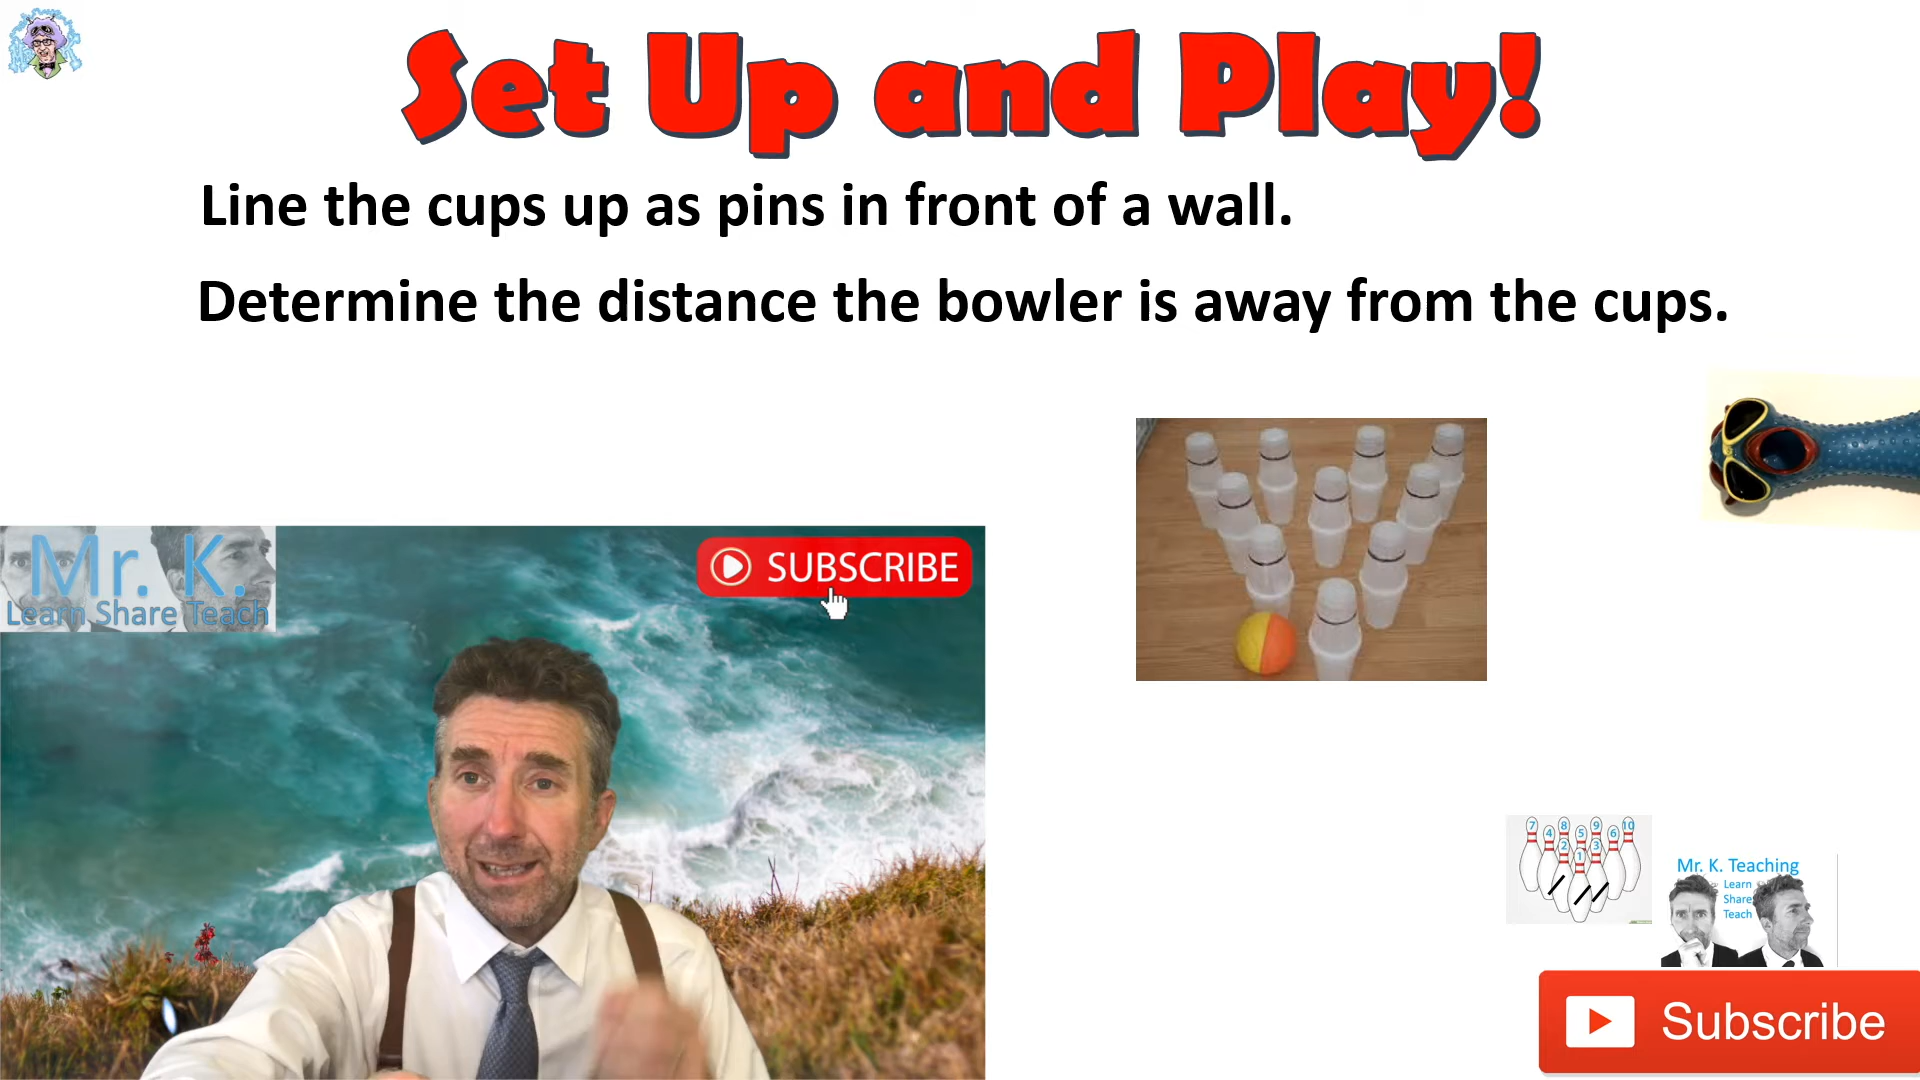 Set Up and Play!
Line the cups up as pins in front of a wall.
Determine the distance the bowler is away from the cups.
Mr. K.
Learn Share Teach
SUBSCRIBE
7 8 9 10
4 5 6
2 3
1
Mr. K. Teaching
Learn
Share
Teach
Subscribe